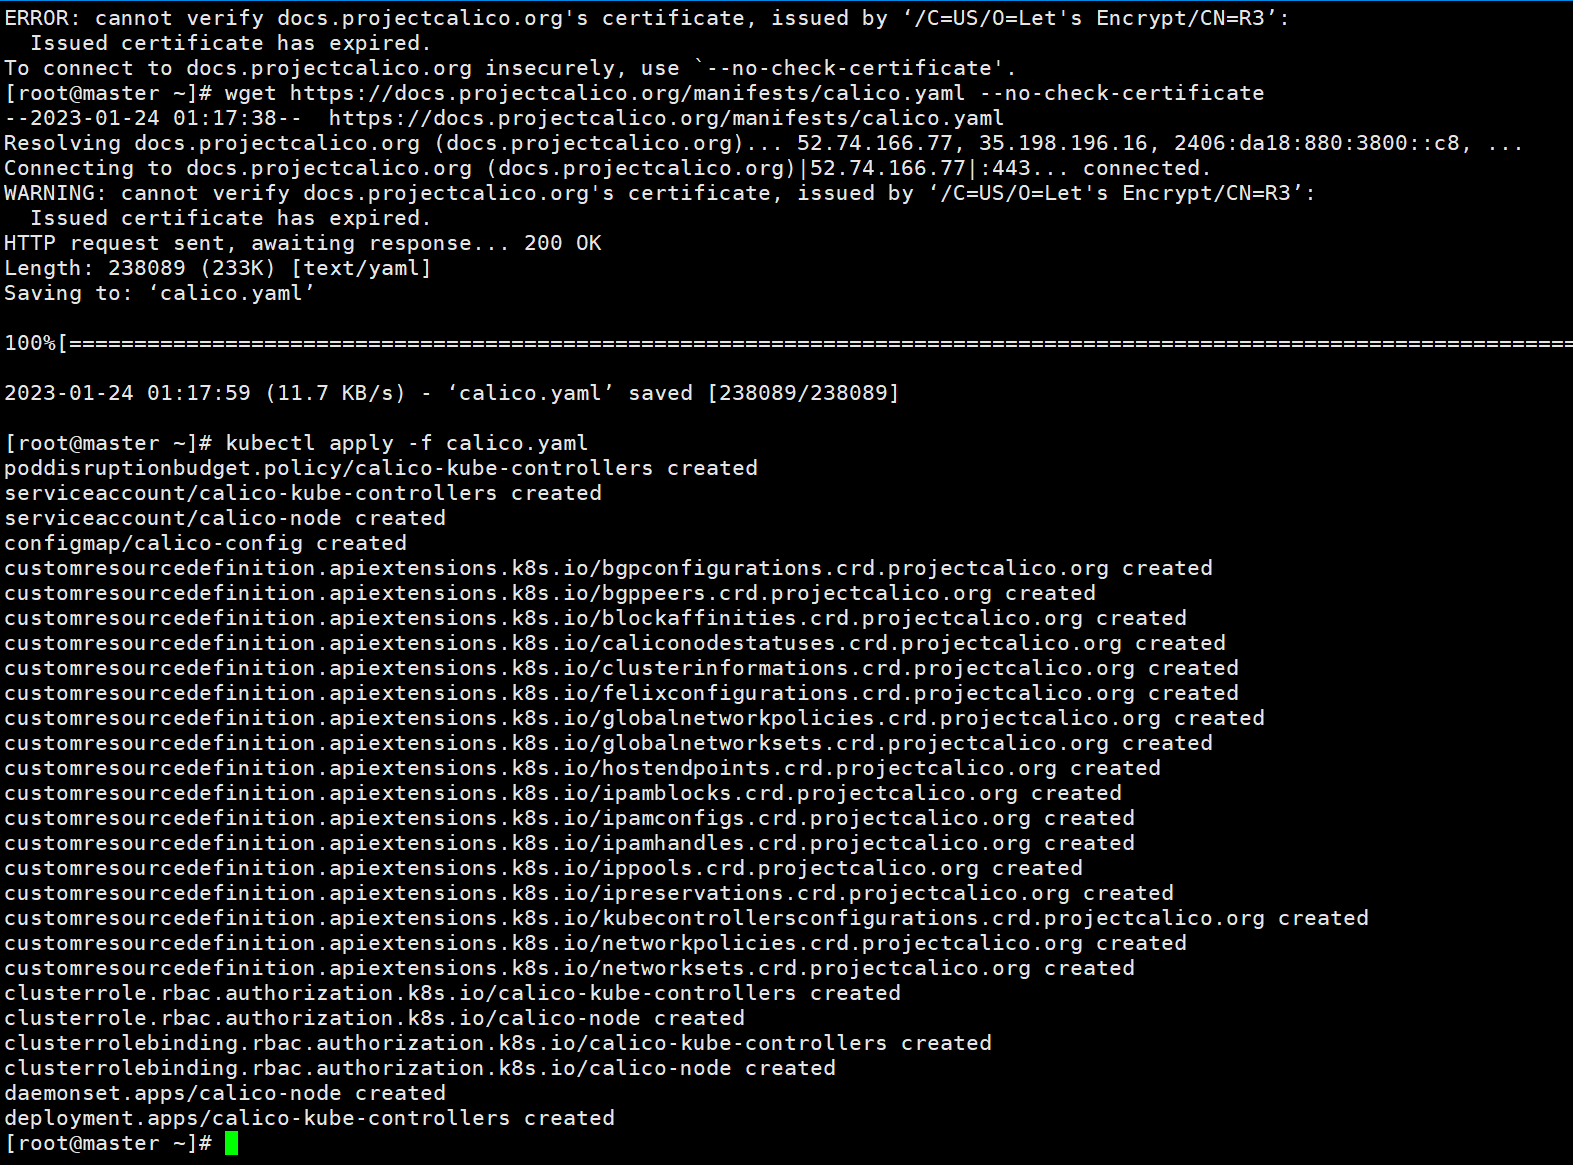 ERROR: cannot verify docs.projectcalico.org's certificate, issued by ‘/C=US/O=Let's Encrypt/CN=R3’:
  Issued certificate has expired.
To connect to docs.projectcalico.org insecurely, use `--no-check-certificate'.
[root@master ~]# wget https://docs.projectcalico.org/manifests/calico.yaml --no-check-certificate
--2023-01-24 01:17:38--  https://docs.projectcalico.org/manifests/calico.yaml
Resolving docs.projectcalico.org (docs.projectcalico.org)... 52.74.166.77, 35.198.196.16, 2406:da18:880:3800::c8, ...
Connecting to docs.projectcalico.org (docs.projectcalico.org)|52.74.166.77|:443... connected.
WARNING: cannot verify docs.projectcalico.org's certificate, issued by ‘/C=US/O=Let's Encrypt/CN=R3’:
  Issued certificate has expired.
HTTP request sent, awaiting response... 200 OK
Length: 238089 (233K) [text/yaml]
Saving to: ‘calico.yaml’

100%[====================================================================================================================

2023-01-24 01:17:59 (11.7 KB/s) - ‘calico.yaml’ saved [238089/238089]

[root@master ~]# kubectl apply -f calico.yaml
poddisruptionbudget.policy/calico-kube-controllers created
serviceaccount/calico-kube-controllers created
serviceaccount/calico-node created
configmap/calico-config created
customresourcedefinition.apiextensions.k8s.io/bgpconfigurations.crd.projectcalico.org created
customresourcedefinition.apiextensions.k8s.io/bgppeers.crd.projectcalico.org created
customresourcedefinition.apiextensions.k8s.io/blockaffinities.crd.projectcalico.org created
customresourcedefinition.apiextensions.k8s.io/caliconodestatuses.crd.projectcalico.org created
customresourcedefinition.apiextensions.k8s.io/clusterinformations.crd.projectcalico.org created
customresourcedefinition.apiextensions.k8s.io/felixconfigurations.crd.projectcalico.org created
customresourcedefinition.apiextensions.k8s.io/globalnetworkpolicies.crd.projectcalico.org created
customresourcedefinition.apiextensions.k8s.io/globalnetworksets.crd.projectcalico.org created
customresourcedefinition.apiextensions.k8s.io/hostendpoints.crd.projectcalico.org created
customresourcedefinition.apiextensions.k8s.io/ipamblocks.crd.projectcalico.org created
customresourcedefinition.apiextensions.k8s.io/ipamconfigs.crd.projectcalico.org created
customresourcedefinition.apiextensions.k8s.io/ipamhandles.crd.projectcalico.org created
customresourcedefinition.apiextensions.k8s.io/ippools.crd.projectcalico.org created
customresourcedefinition.apiextensions.k8s.io/ipreservations.crd.projectcalico.org created
customresourcedefinition.apiextensions.k8s.io/kubecontrollersconfigurations.crd.projectcalico.org created
customresourcedefinition.apiextensions.k8s.io/networkpolicies.crd.projectcalico.org created
customresourcedefinition.apiextensions.k8s.io/networksets.crd.projectcalico.org created
clusterrole.rbac.authorization.k8s.io/calico-kube-controllers created
clusterrole.rbac.authorization.k8s.io/calico-node created
clusterrolebinding.rbac.authorization.k8s.io/calico-kube-controllers created
clusterrolebinding.rbac.authorization.k8s.io/calico-node created
daemonset.apps/calico-node created
deployment.apps/calico-kube-controllers created
[root@master ~]#